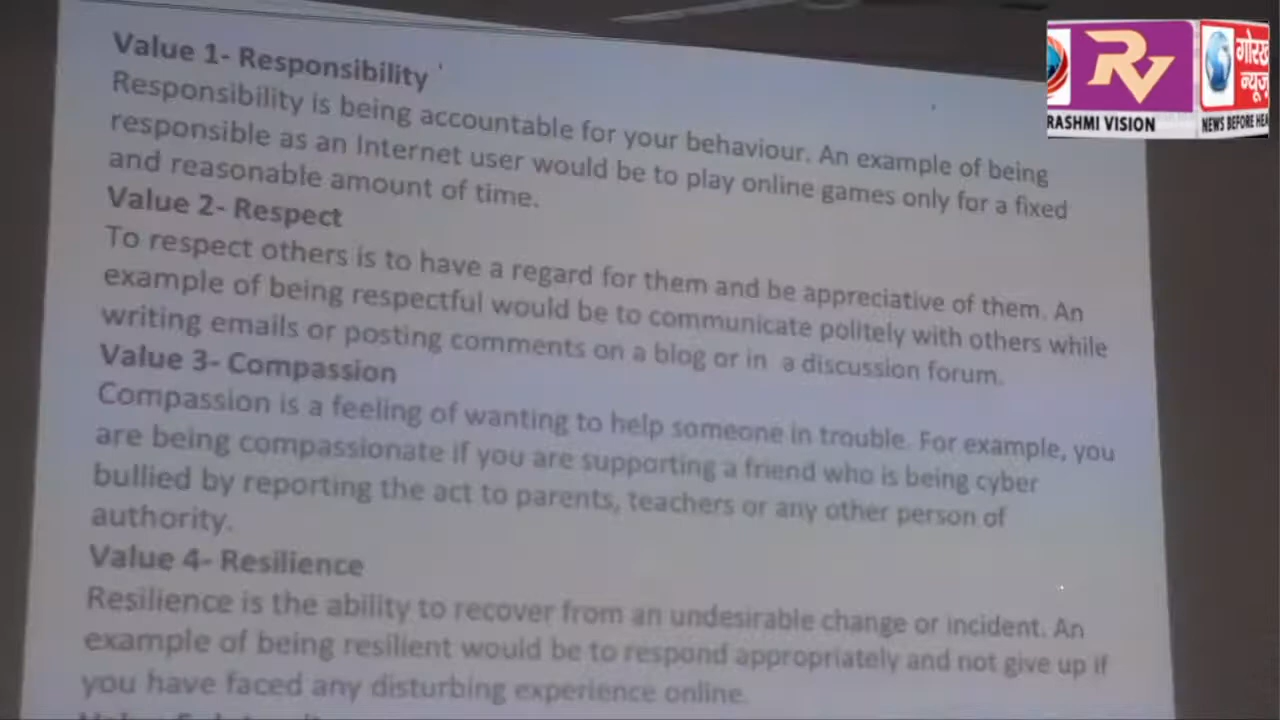 Value 1- Responsibility
Responsibility is being accountable for your behaviour. An example of being
responsible as an Internet user would be to play online games only for a fixed
and reasonable amount of time.
Value 2- Respect
To respect others is to have a regard for them and be appreciative of them. An
example of being respectful would be to communicate politely with others while
writing emails or posting comments on a blog or in a discussion forum.
Value 3- Compassion
Compassion is a feeling of wanting to help someone in trouble. For example, you
are being compassionate if you are supporting a friend who is being cyber
bullied by reporting the act to parents, teachers or any other person of
authority.
Value 4- Resilience
Resilience is the ability to recover from an undesirable change or incident. An
example of being resilient would be to respond appropriately and not give up if
you have faced any disturbing experience online.
RV
RASHMI VISION
न्यूज़
NEWS BEFORE